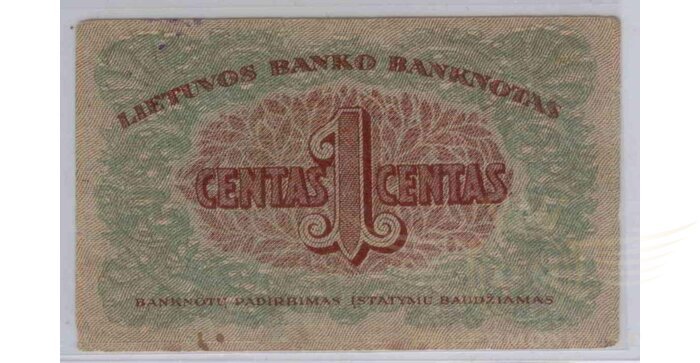 LIETUVOS BANKO BANKNOTAS
CENTAS 1 CENTAS
BANKNOTŲ PADIRBIMAS ĮSTATYMŲ BAUDŽIAMAS